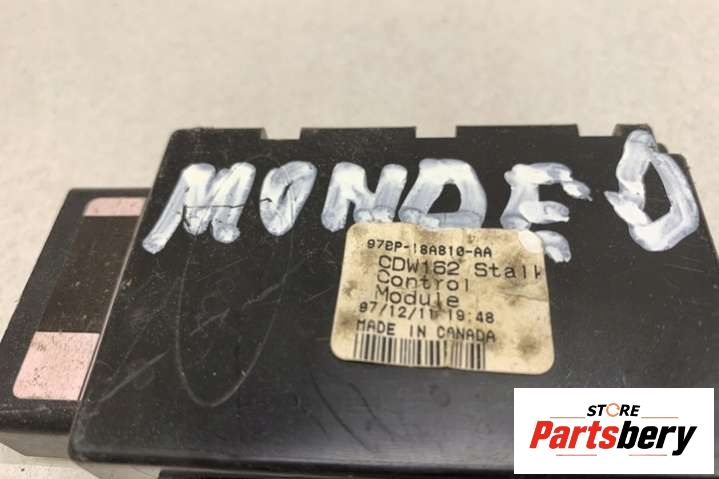 MONDEO
97BP-18A810-AA
CDW162 Stalk
Control
Module
97/12/11 19:48
MADE IN CANADA
STORE
Partsbery